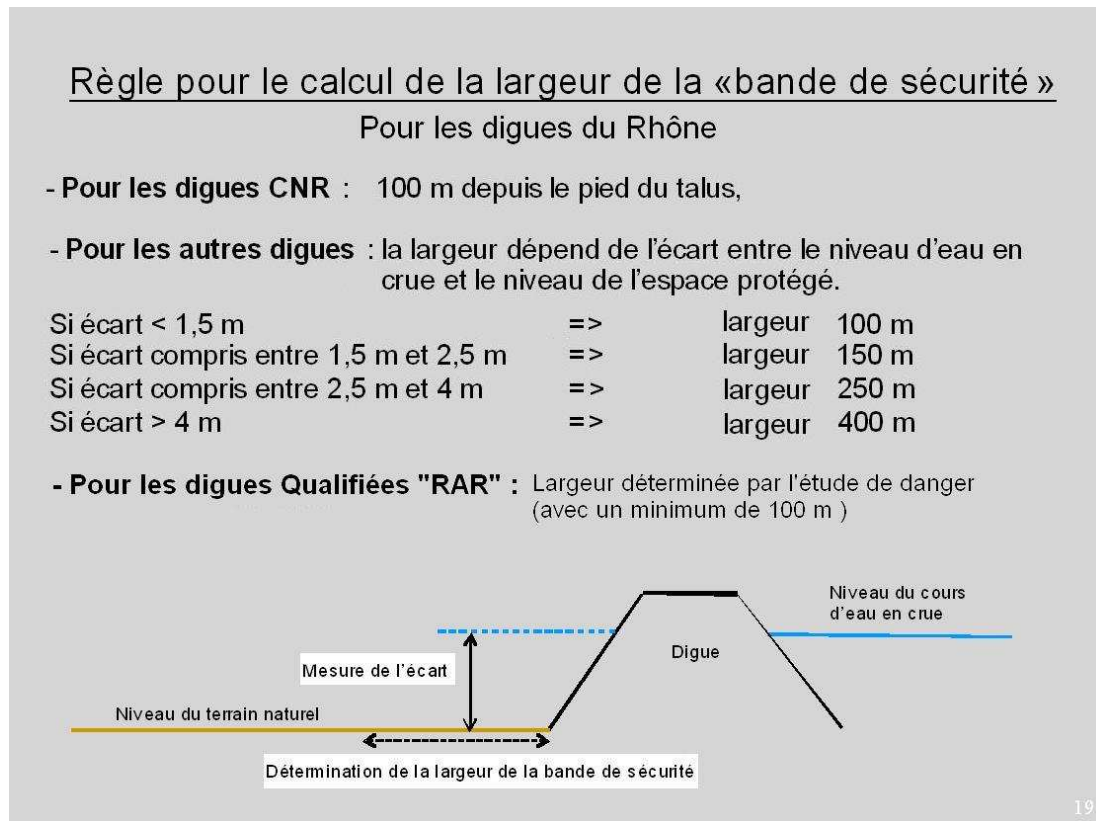 Règle pour le calcul de la largeur de la «bande de sécurité »
Pour les digues du Rhône
- Pour les digues CNR : 100 m depuis le pied du talus,
- Pour les autres digues : la largeur dépend de l'écart entre le niveau d'eau en
crue et le niveau de l'espace protégé.
Si écart < 1,5 m => largeur 100 m
Si écart compris entre 1,5 m et 2,5 m => largeur 150 m
Si écart compris entre 2,5 m et 4 m => largeur 250 m
Si écart > 4 m => largeur 400 m
- Pour les digues Qualifiées "RAR" : Largeur déterminée par l'étude de danger
(avec un minimum de 100 m )
Niveau du cours
d'eau en crue
Digue
Mesure de l'écart
Niveau du terrain naturel
Détermination de la largeur de la bande de sécurité
19